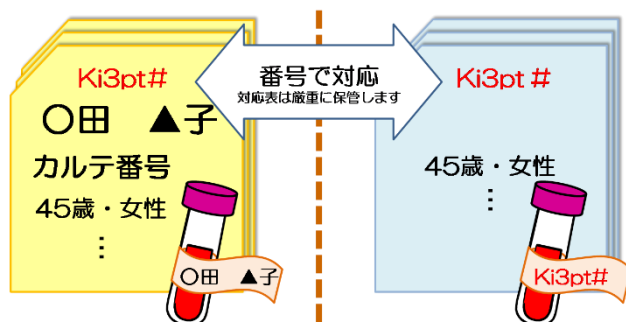 Ki3pt#
〇田 ▲子
カルテ番号
45歳・女性
⋮
〇田 ▲子
番号で対応
対応表は厳重に保管します
Ki3pt#
45歳・女性
⋮
Ki3pt#